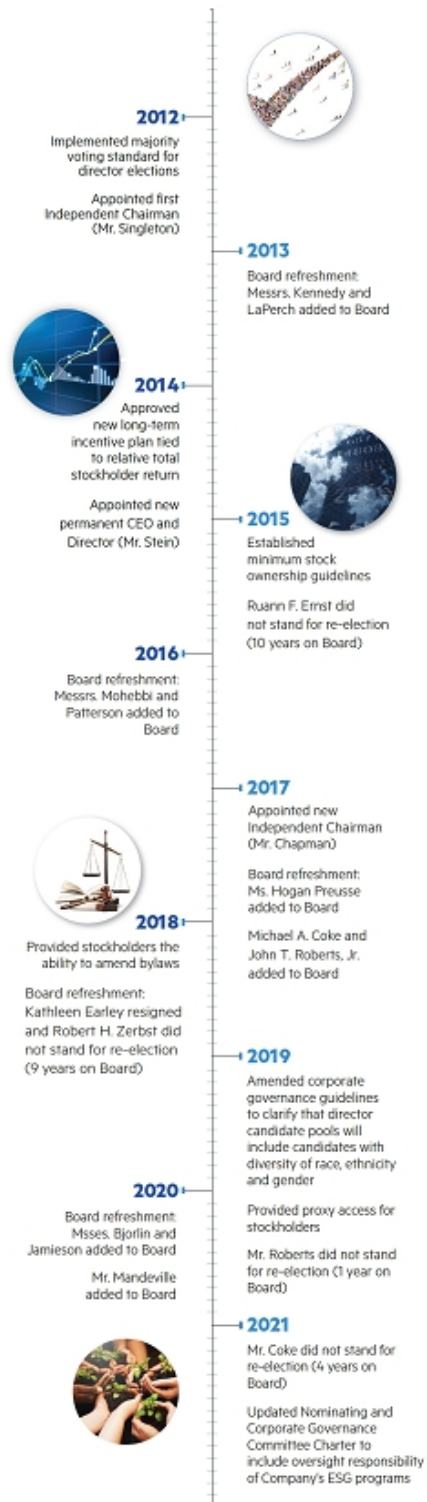 2012
Implemented majority
voting standard for
director elections
Appointed first
Independent Chairman
(Mr. Singleton)
2013
Board refreshment:
Messrs. Kennedy and
LaPerch added to Board
2014
Approved
new long-term
incentive plan tied
to relative total
stockholder return
Appointed new
permanent CEO and
Director (Mr. Stein)
2015
Established
minimum stock
ownership guidelines
Ruann F. Ernst did
not stand for re-election
(10 years on Board)
2016
Board refreshment:
Messrs. Mohebbi and
Patterson added to
Board
2017
Appointed new
Independent Chairman
(Mr. Chapman)
Board refreshment:
Ms. Hogan Preusse
added to Board
Michael A. Coke and
John T. Roberts, Jr.
added to Board
2018
Provided stockholders the
ability to amend bylaws
Board refreshment:
Kathleen Earley resigned
and Robert H. Zerbst did
not stand for re-election
(9 years on Board)
2019
Amended corporate
governance guidelines
to clarify that director
candidate pools will
include candidates with
diversity of race, ethnicity
and gender
Provided proxy access for
stockholders
Mr. Roberts did not stand
for re-election (1 year on
Board)
2020
Board refreshment:
Msses. Bjorlin and
Jamieson added to Board
Mr. Mandeville
added to Board
2021
Mr. Coke did not stand for
re-election (4 years on
Board)
Updated Nominating and
Corporate Governance
Committee Charter to
include oversight responsibility
of Company's ESG programs